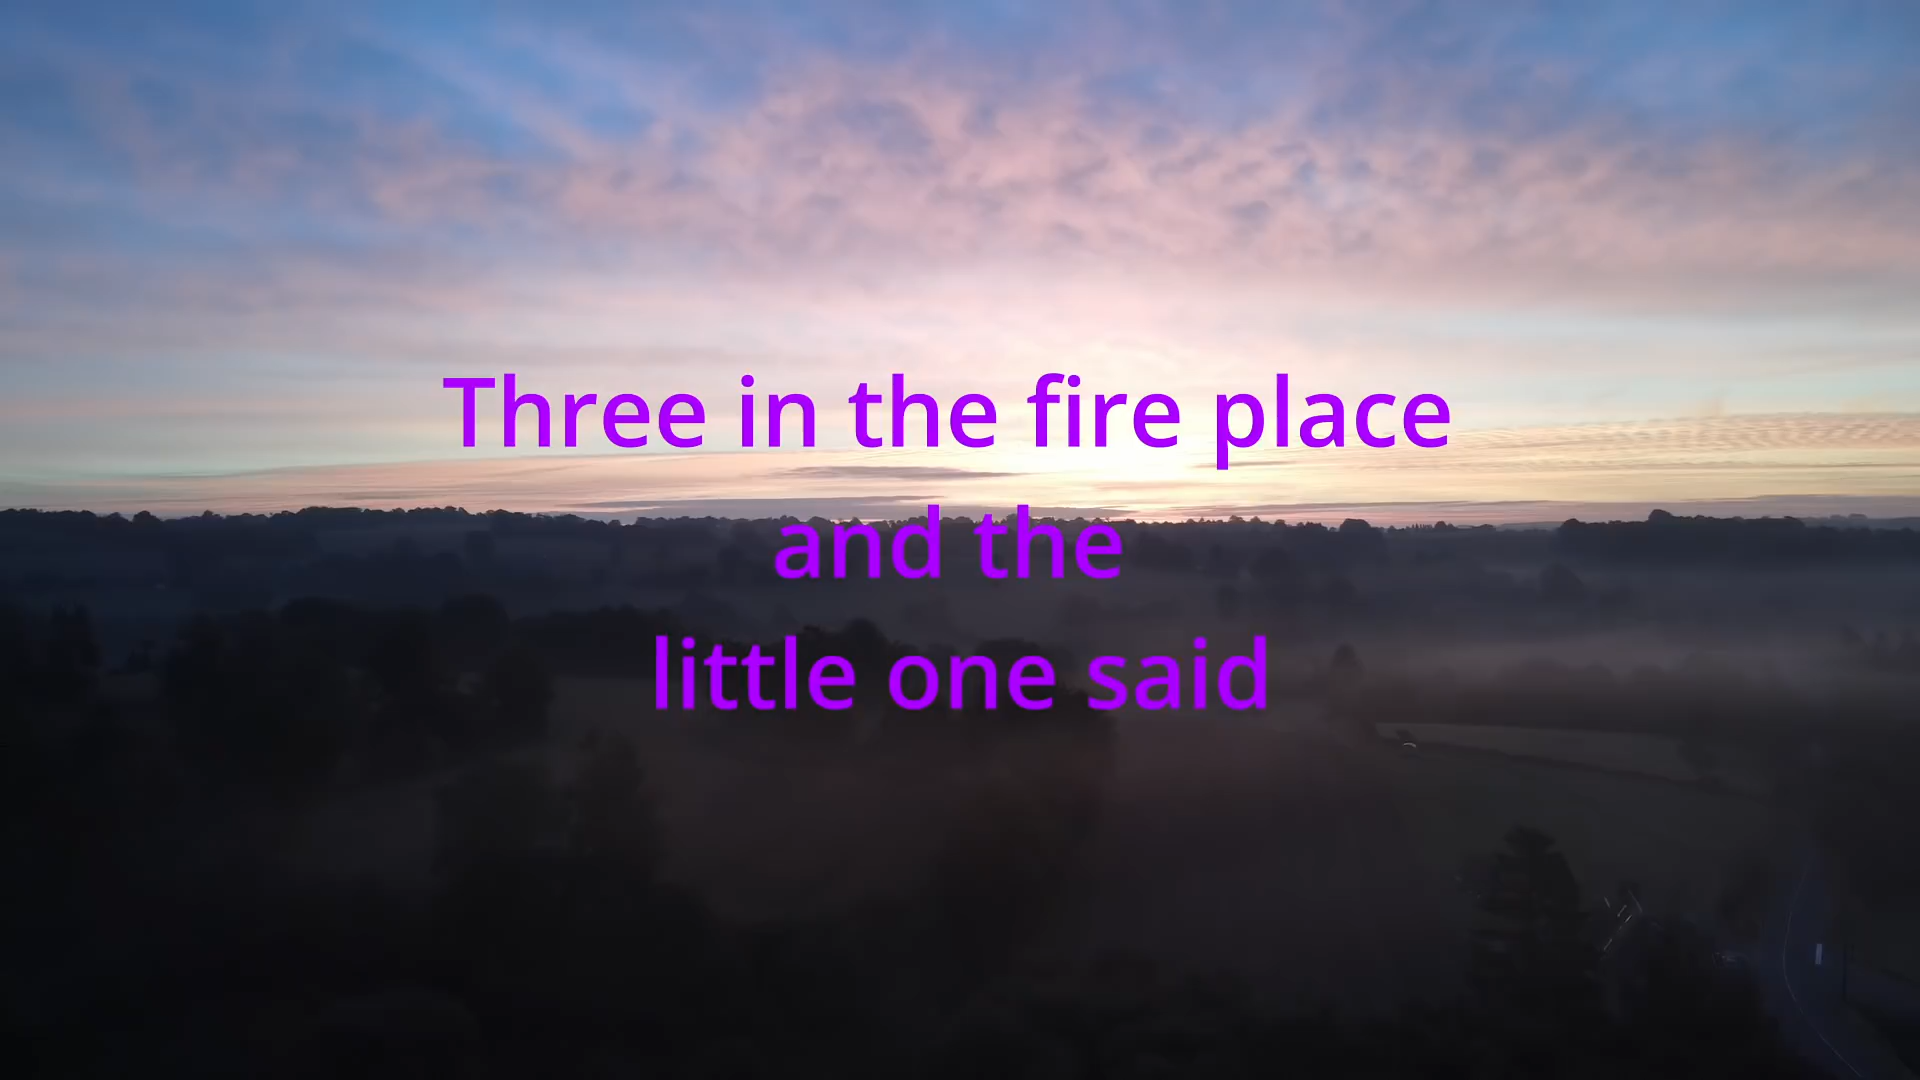 Three in the fire place
and the
little one said